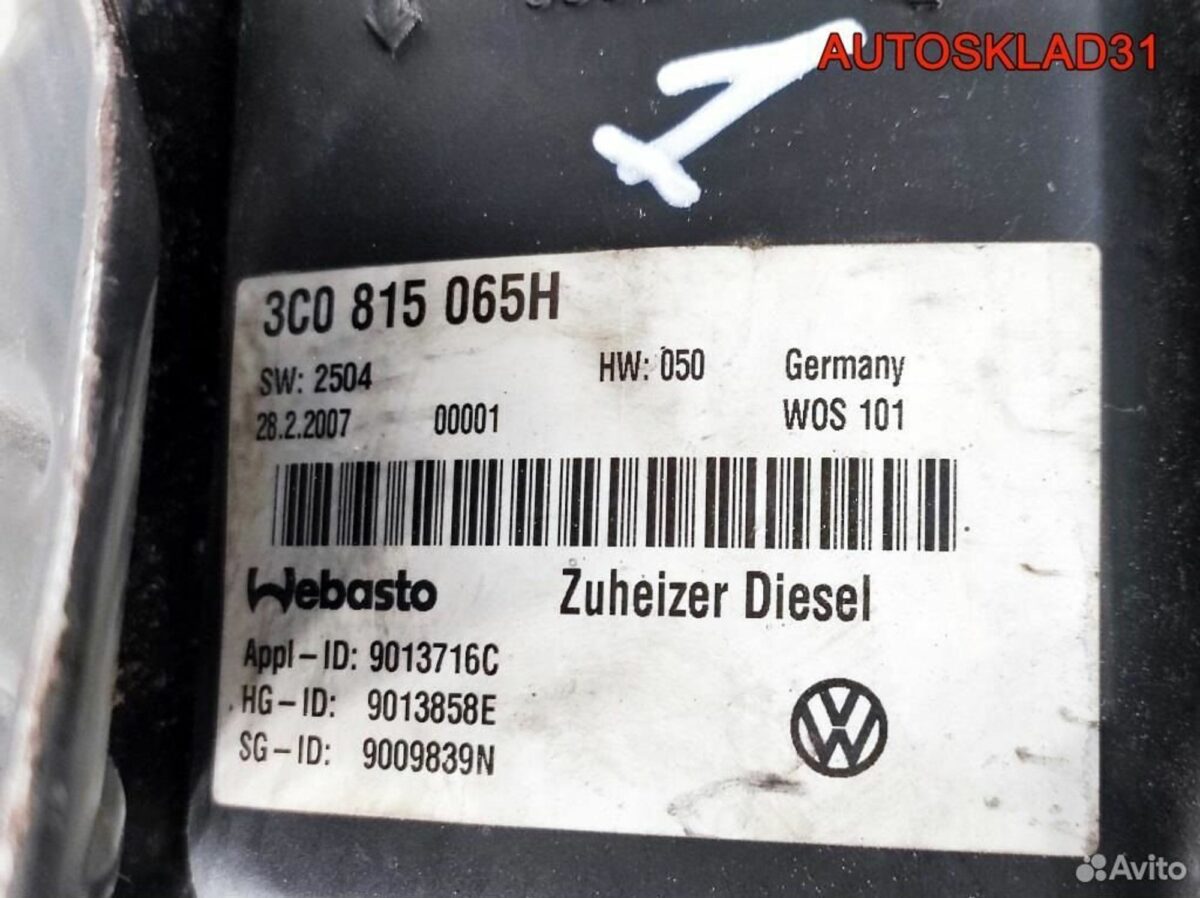 AUTOSKLAD31
3C0 815 065H
SW: 2504 HW: 050 Germany
28.2.2007 00001 WOS 101
Webasto Zuheizer Diesel
Appl-ID: 9013716C
HG-ID: 9013858E
SG-ID: 9009839N
Avito